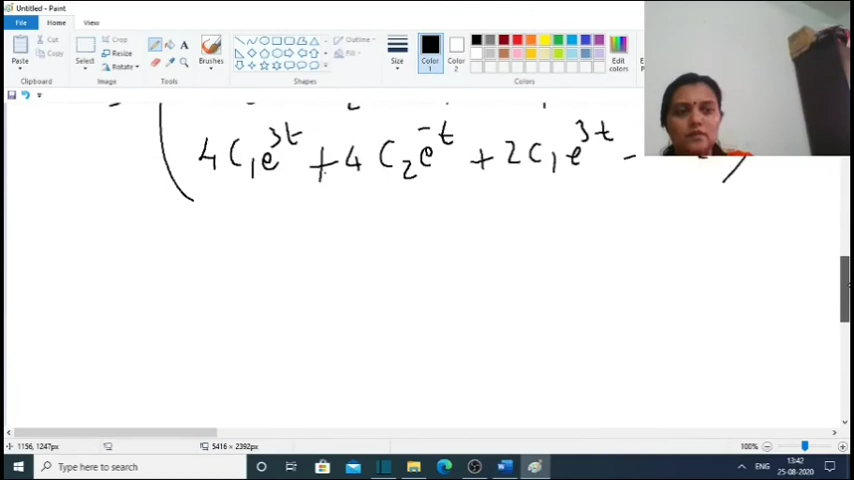 Untitled - Paint
File Home View
Paste
Cut
Copy
Clipboard
Select
Crop
Resize
Rotate
Image
A
Tools
Brushes
Shapes
Outline
Fill
Size
Color 1
Color 2
Colors
Edit colors
4C₁e^3t + 4C₂e^-t + 2C₁e^3t -
1156, 1247px
5416 × 2392px
100%
Type here to search
ENG
13:42
25-08-2020